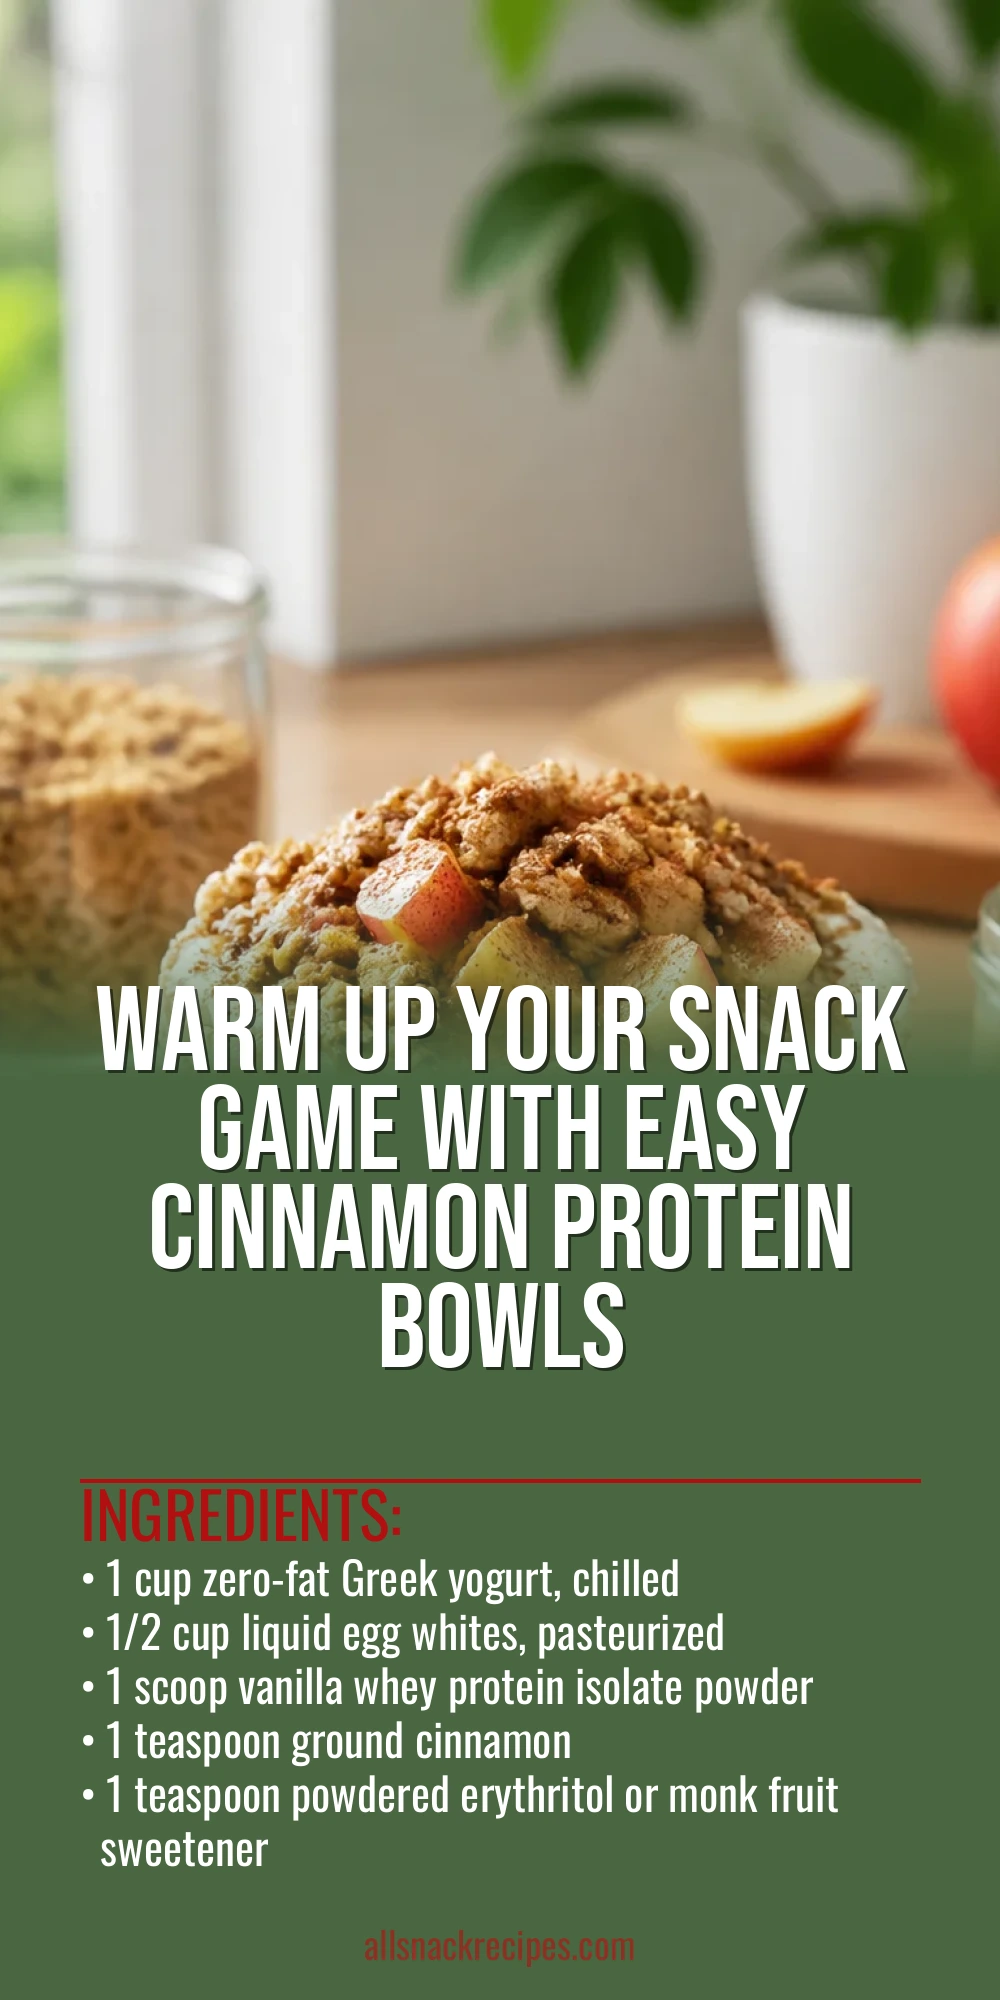 WARM UP YOUR SNACK
GAME WITH EASY
CINNAMON PROTEIN
BOWLS
INGREDIENTS:
• 1 cup zero-fat Greek yogurt, chilled
• 1/2 cup liquid egg whites, pasteurized
• 1 scoop vanilla whey protein isolate powder
• 1 teaspoon ground cinnamon
• 1 teaspoon powdered erythritol or monk fruit
sweetener
allsnackrecipes.com